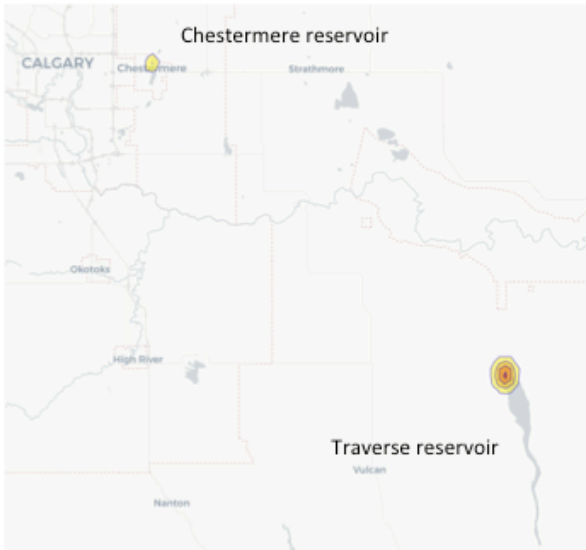 Chestermere reservoir
CALGARY
Chestermere
Strathmore
Okotoks
High River
Traverse reservoir
Vulcan
Nanton